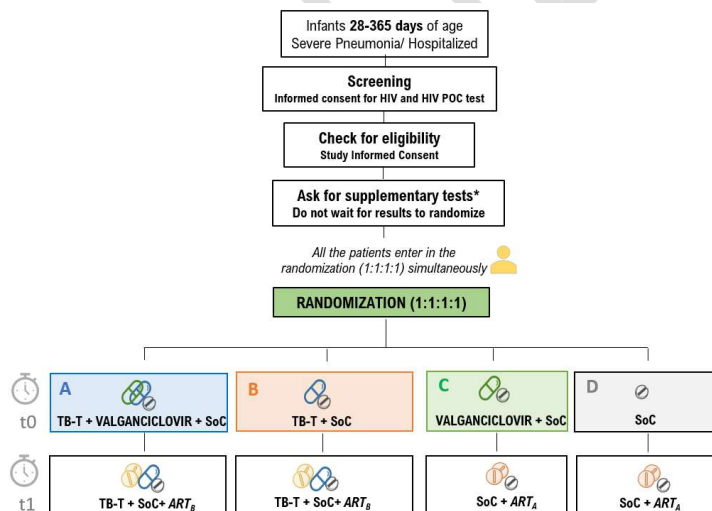 Infants 28-365 days of age
Severe Pneumonia/ Hospitalized
Screening
Informed consent for HIV and HIV POC test
Check for eligibility
Study Informed Consent
Ask for supplementary tests*
Do not wait for results to randomize
All the patients enter in the
randomization (1:1:1:1) simultaneously
RANDOMIZATION (1:1:1:1)
t0
A
TB-T + VALGANCICLOVIR + SoC
B
TB-T + SoC
C
VALGANCICLOVIR + SoC
D
SoC
t1
TB-T + SoC+ ART_B
TB-T + SoC+ ART_B
SoC + ART_A
SoC + ART_A